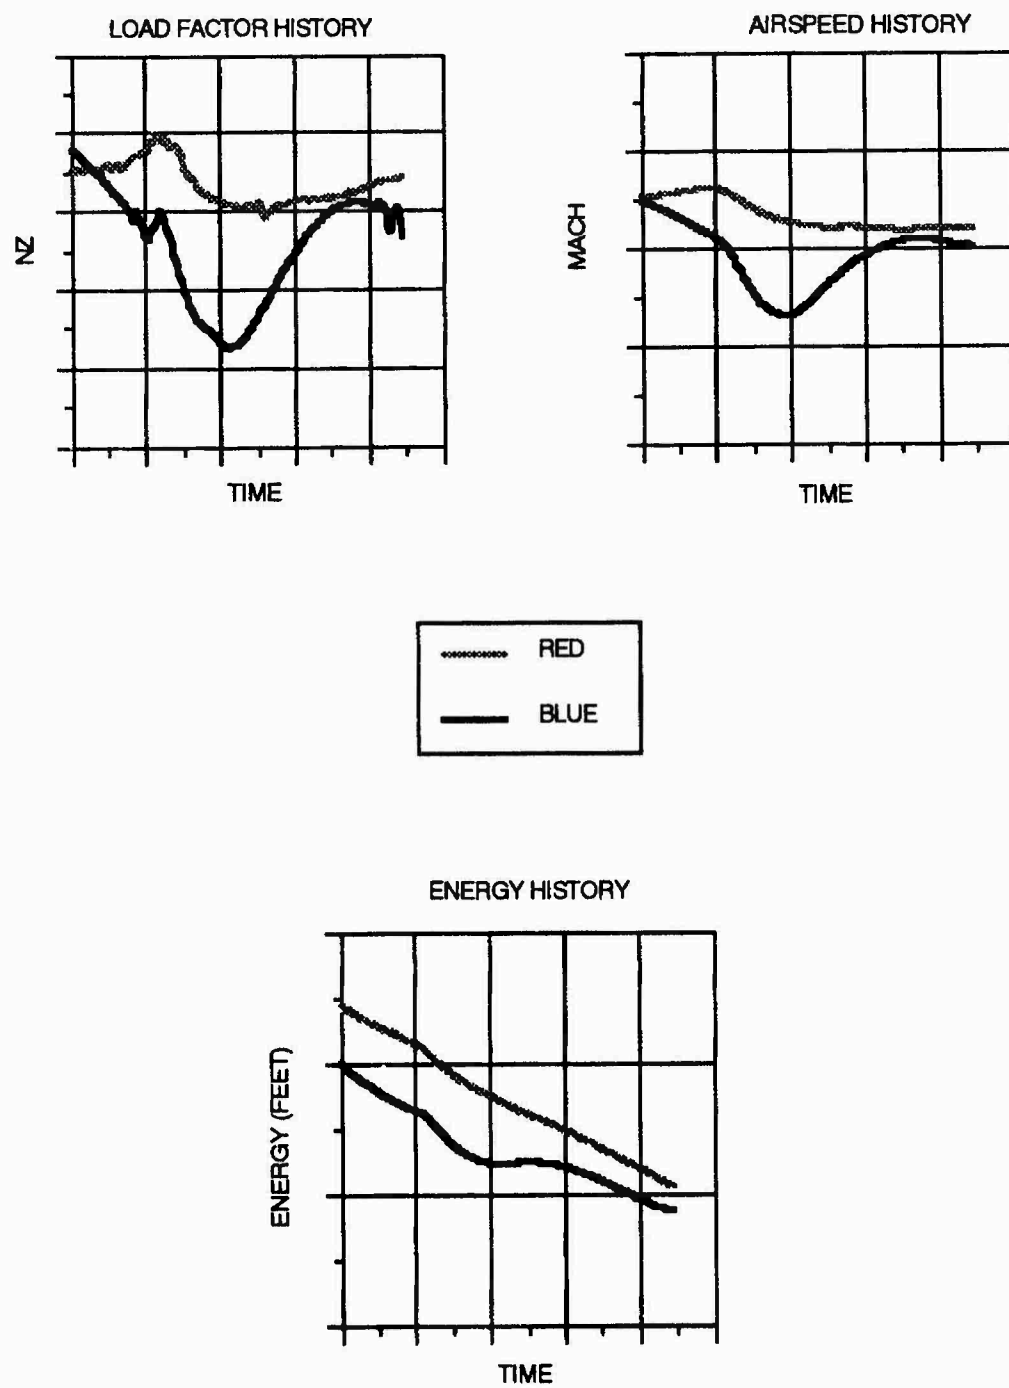 LOAD FACTOR HISTORY
NZ
TIME
AIRSPEED HISTORY
MACH
TIME
RED
BLUE
ENERGY HISTORY
ENERGY (FEET)
TIME